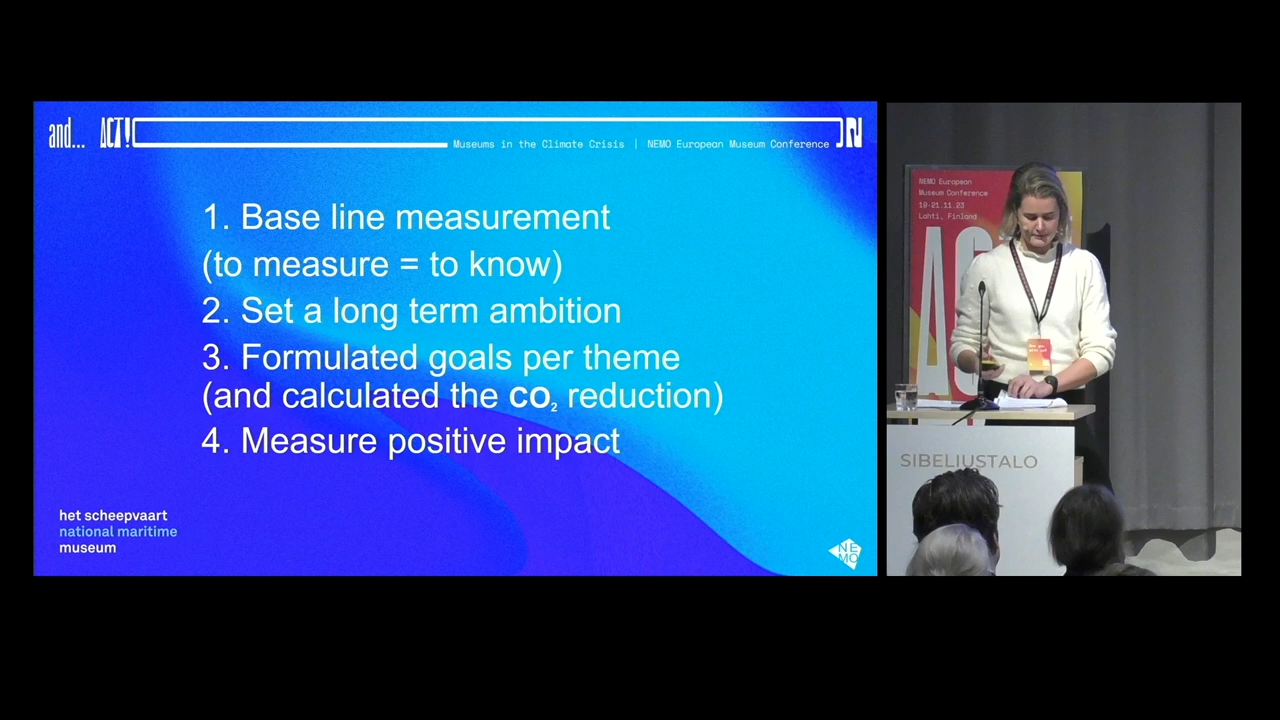 and... ACT!
Museums in the Climate Crisis | NEMO European Museum Conference
1. Base line measurement
(to measure = to know)
2. Set a long term ambition
3. Formulated goals per theme
(and calculated the CO₂ reduction)
4. Measure positive impact
het scheepvaart
national maritime
museum
NE
MO
NEMO European
Museum Conference
19-21.11.23
Lahti, Finland
SIBELIUSTALO